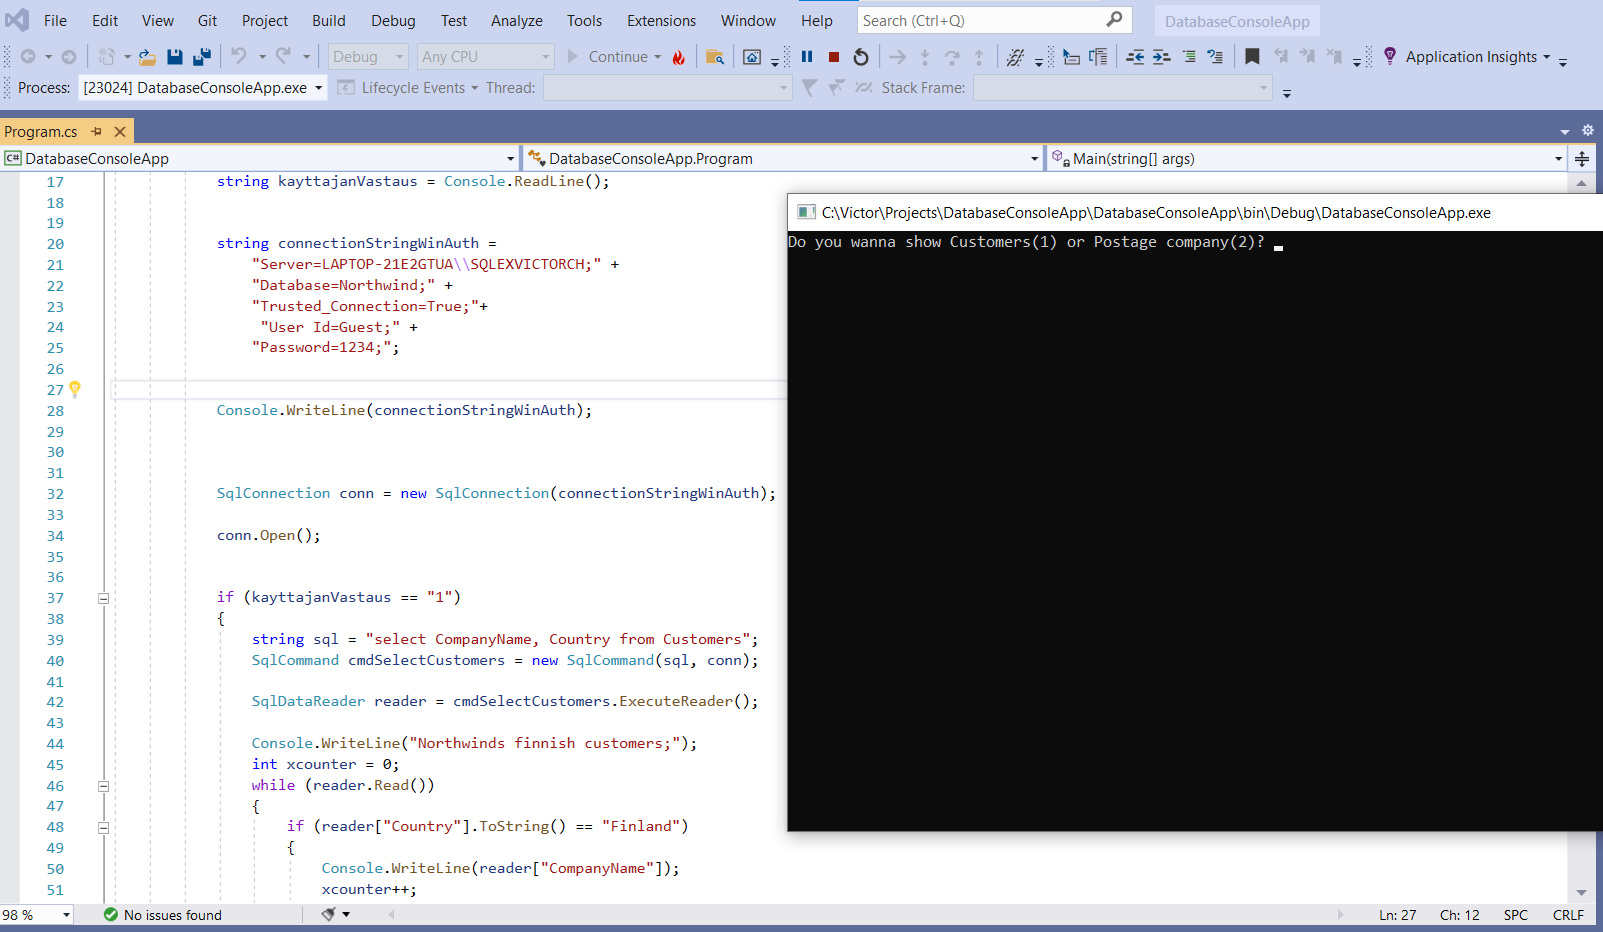 File Edit View Git Project Build Debug Test Analyze Tools Extensions Window Help Search (Ctrl+Q) DatabaseConsoleApp
Debug Any CPU Continue Application Insights
Process: [23024] DatabaseConsoleApp.exe Lifecycle Events Thread: Stack Frame:
Program.cs
C# DatabaseConsoleApp DatabaseConsoleApp.Program Main(string[] args)
17 string kayttajanVastaus = Console.ReadLine();
18
19
20 string connectionStringWinAuth =
21 "Server=LAPTOP-21E2GTUA\\SQLEXVICTORCH;" +
22 "Database=Northwind;" +
23 "Trusted_Connection=True;"+
24 "User Id=Guest;" +
25 "Password=1234;";
26
27
28 Console.WriteLine(connectionStringWinAuth);
29
30
31
32 SqlConnection conn = new SqlConnection(connectionStringWinAuth);
33
34 conn.Open();
35
36
37 if (kayttajanVastaus == "1")
38 {
39 string sql = "select CompanyName, Country from Customers";
40 SqlCommand cmdSelectCustomers = new SqlCommand(sql, conn);
41
42 SqlDataReader reader = cmdSelectCustomers.ExecuteReader();
43
44 Console.WriteLine("Northwinds finnish customers;");
45 int xcounter = 0;
46 while (reader.Read())
47 {
48 if (reader["Country"].ToString() == "Finland")
49 {
50 Console.WriteLine(reader["CompanyName"]);
51 xcounter++;
C:\Victor\Projects\DatabaseConsoleApp\DatabaseConsoleApp\bin\Debug\DatabaseConsoleApp.exe
Do you wanna show Customers(1) or Postage company(2)?
98 % No issues found Ln: 27 Ch: 12 SPC CRLF